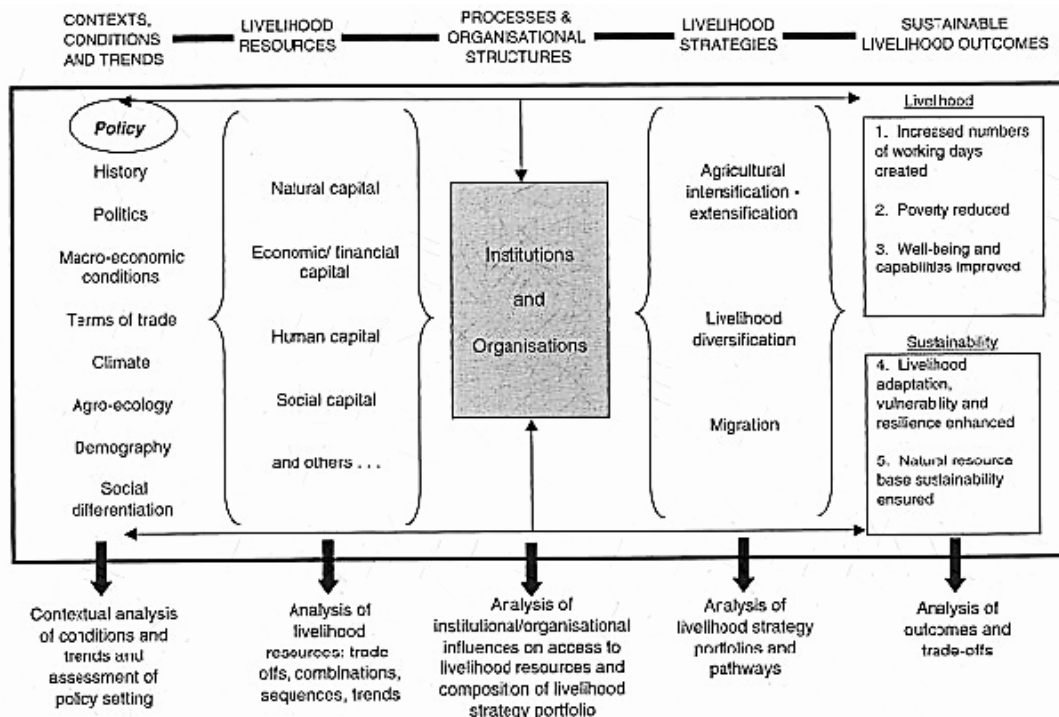 CONTEXTS,
CONDITIONS
AND TRENDS
LIVELIHOOD
RESOURCES
PROCESSES &
ORGANISATIONAL
STRUCTURES
LIVELIHOOD
STRATEGIES
SUSTAINABLE
LIVELIHOOD OUTCOMES
Policy
History
Politics
Macro-economic
conditions
Terms of trade
Climate
Agro-ecology
Demography
Social
differentiation
Natural capital
Economic/ financial
capital
Human capital
Social capital
and others . . .
Institutions
and
Organisations
Agricultural
intensification -
extensification
Livelihood
diversification
Migration
Livelihood
1. Increased numbers
of working days
created
2. Poverty reduced
3. Well-being and
capabilities improved
Sustainability
4. Livelihood
adaptation,
vulnerability and
resilience enhanced
5. Natural resource
base sustainability
ensured
Contextual analysis
of conditions and
trends and
assessment of
policy setting
Analysis of
livelihood
resources: trade
offs, combinations,
sequences, trends
Analysis of
institutional/organisational
influences on access to
livelihood resources and
composition of livelihood
strategy portfolio
Analysis of
livelihood strategy
portfolios and
pathways
Analysis of
outcomes and
trade-offs